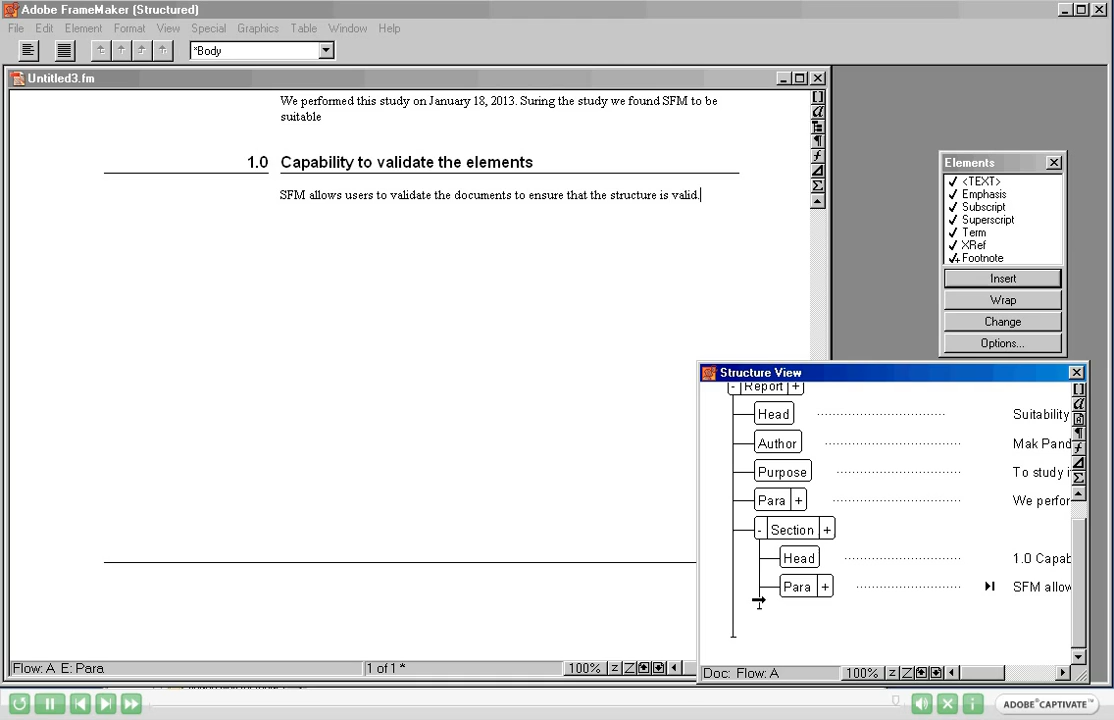 Adobe FrameMaker (Structured)
File Edit Element Format View Special Graphics Table Window Help
*Body
Untitled3.fm
We performed this study on January 18, 2013. Suring the study we found SFM to be
suitable
1.0 Capability to validate the elements
SFM allows users to validate the documents to ensure that the structure is valid.
Elements
<TEXT>
Emphasis
Subscript
Superscript
Term
XRef
Footnote
Insert
Wrap
Change
Options...
Structure View
- Report +
Head Suitability
Author Mak Pand
Purpose To study i
Para + We perfor
- Section +
Head 1.0 Capab
Para + SFM allow
Doc: Flow: A 100%
Flow: A E: Para 1 of 1 * 100%
ADOBE® CAPTIVATE™